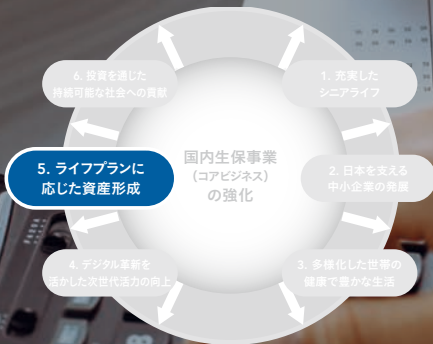 1. 充実した
シニアライフ
2. 日本を支える
中小企業の発展
3. 多様化した世帯の
健康で豊かな生活
4. デジタル革新を
活かした次世代活力の向上
5. ライフプランに
応じた資産形成
6. 投資を通じた
持続可能な社会への貢献
国内生保事業
（コアビジネス）
の強化